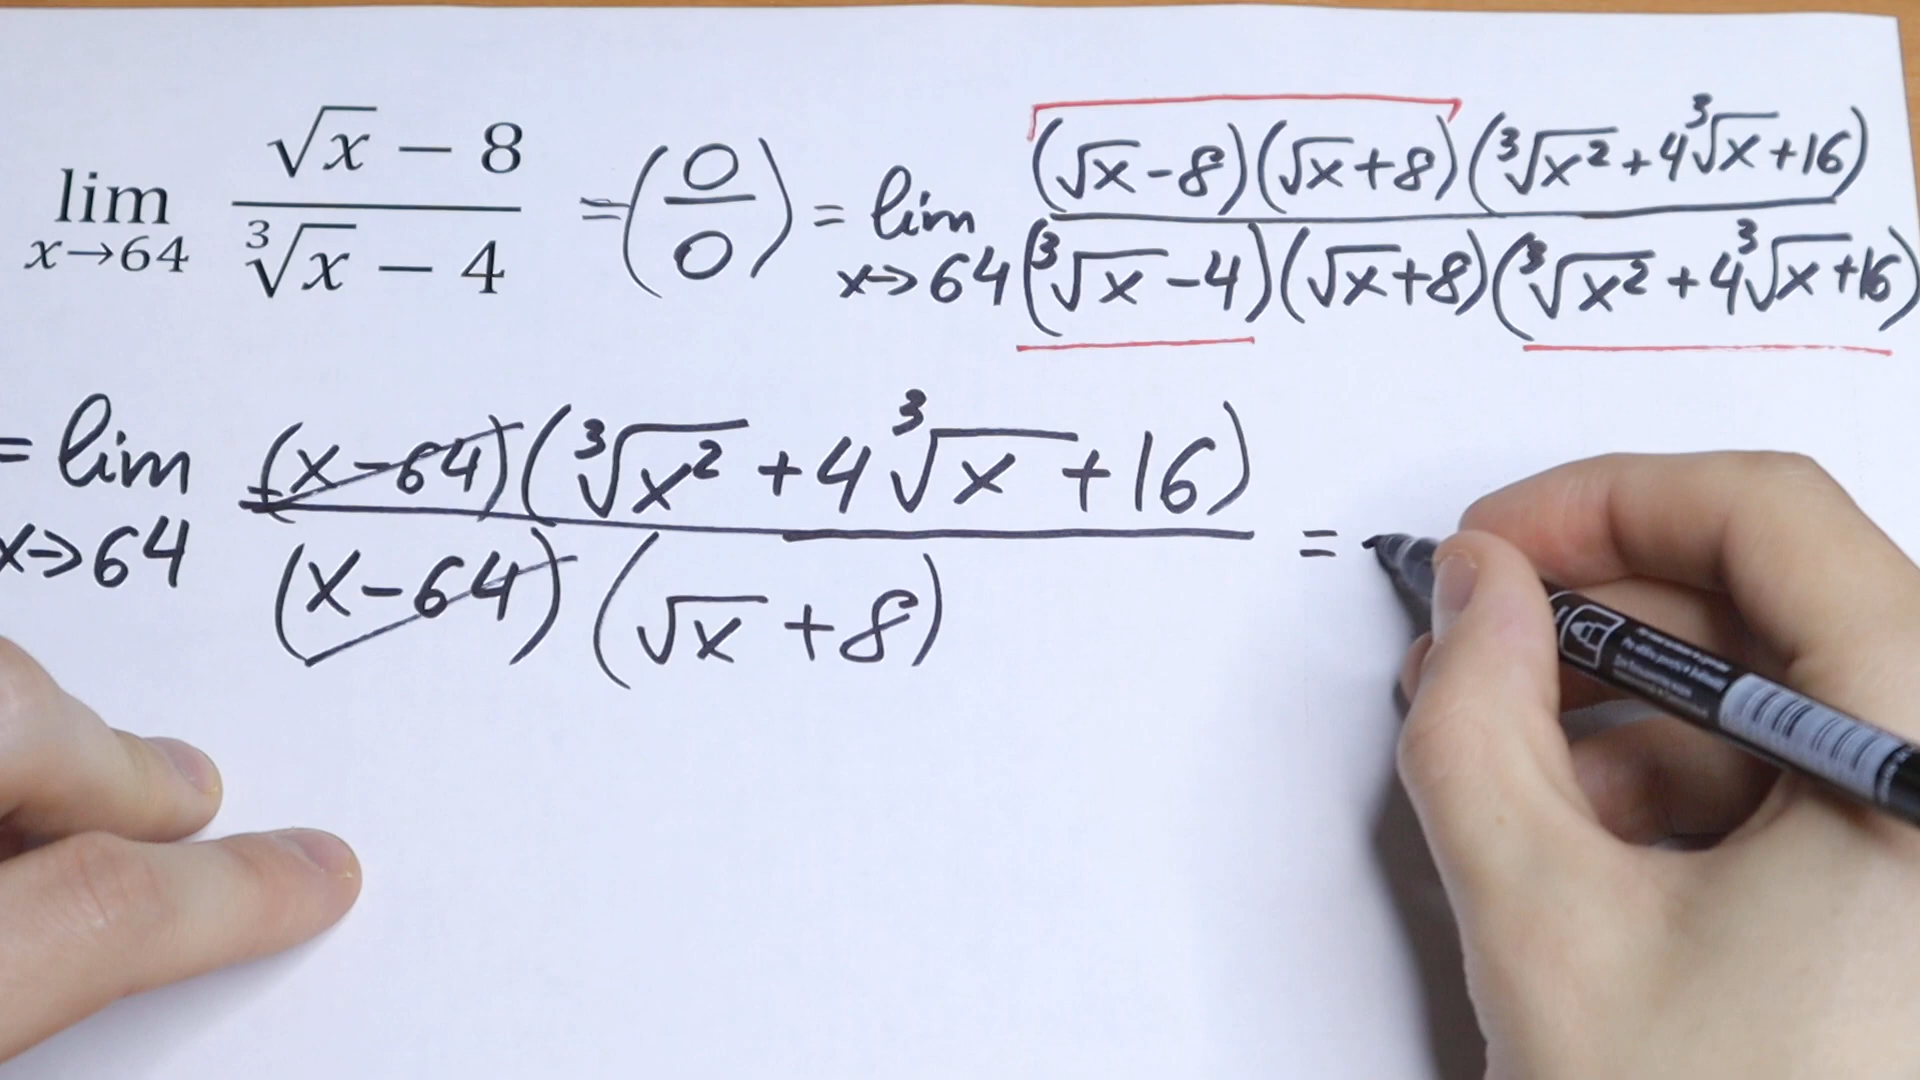 lim x→64 (√x − 8)/(∛x − 4) = (0/0) = lim x→64 ((√x−8)(√x+8)(∛x²+4∛x+16))/((∛x−4)(√x+8)(∛x²+4∛x+16))
= lim x→64 ((x−64)(∛x²+4∛x+16))/((x−64)(√x+8)) =